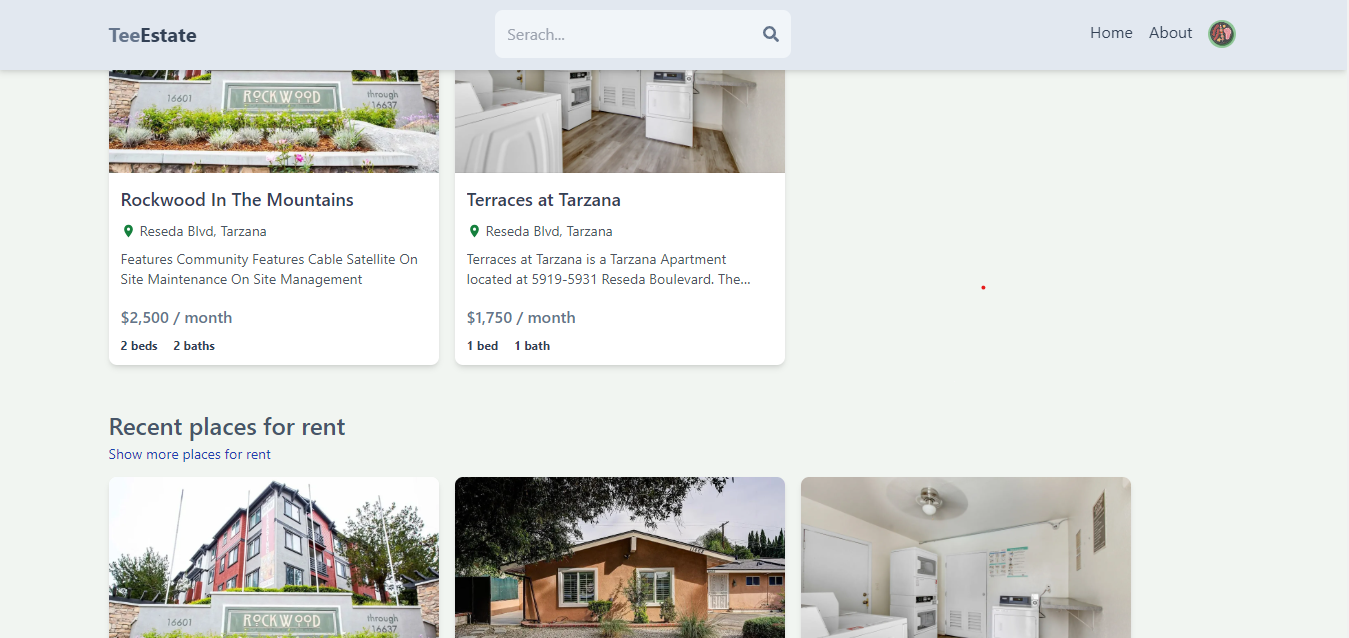 TeeEstate
Serach...
Home
About
16601
ROCKWOOD
through
16637
Rockwood In The Mountains
Reseda Blvd, Tarzana
Features Community Features Cable Satellite On
Site Maintenance On Site Management
$2,500 / month
2 beds 2 baths
Terraces at Tarzana
Reseda Blvd, Tarzana
Terraces at Tarzana is a Tarzana Apartment
located at 5919-5931 Reseda Boulevard. The...
$1,750 / month
1 bed 1 bath
Recent places for rent
Show more places for rent
16601
ROCKWOOD
through
16637